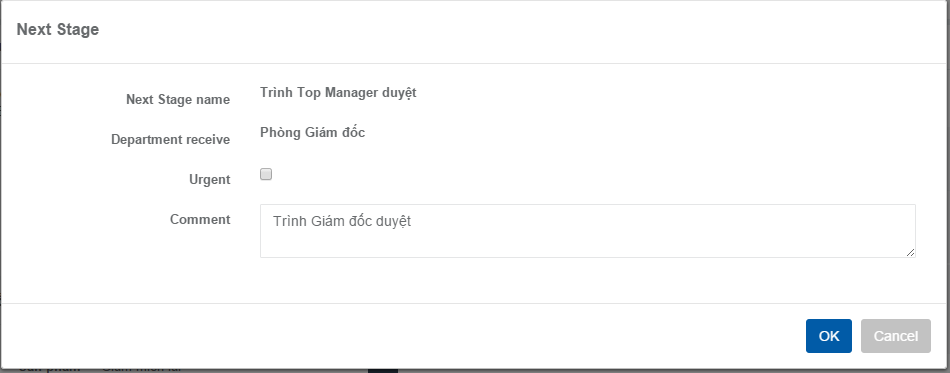 Next Stage
Next Stage name Trình Top Manager duyệt
Department receive Phòng Giám đốc
Urgent
Comment Trình Giám đốc duyệt
OK Cancel